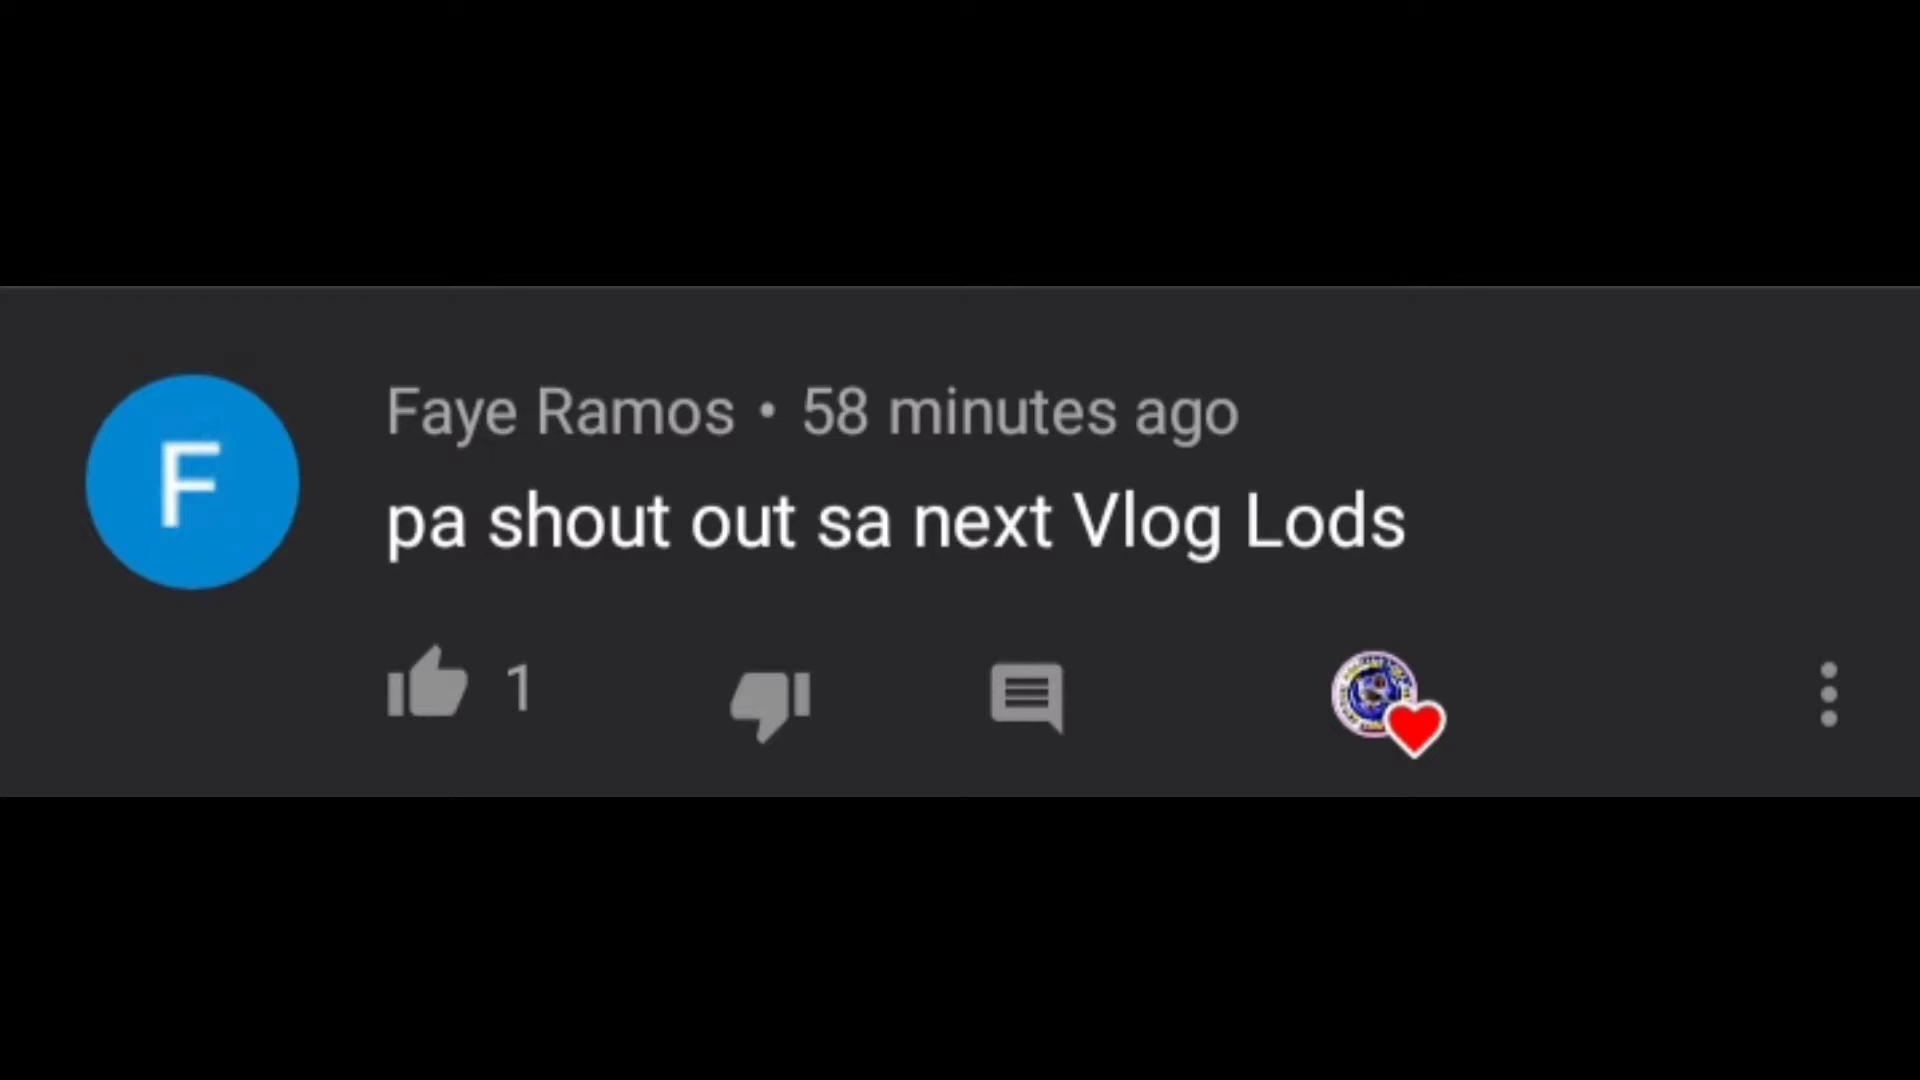 F
Faye Ramos • 58 minutes ago
pa shout out sa next Vlog Lods
1